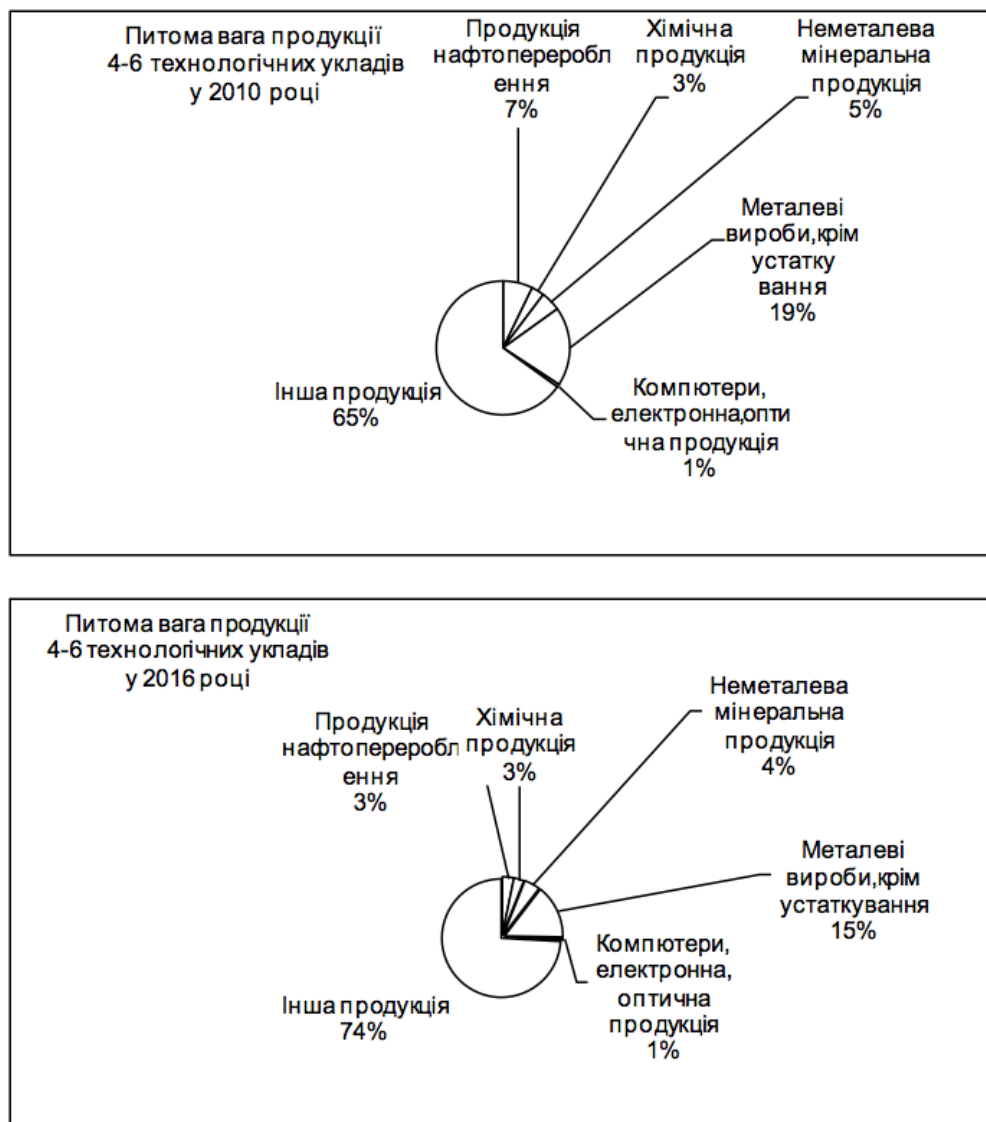 Питома вага продукції
4-6 технологічних укладів
у 2010 році
Продукція
нафтопереробл
ення
7%
Хімічна
продукція
3%
Неметалева
мінеральна
продукція
5%
Металеві
вироби,крім
устатку
вання
19%
Компютери,
електронна,опти
чна продукція
1%
Інша продукція
65%
Питома вага продукції
4-6 технологічних укладів
у 2016 році
Продукція
нафтопереробл
ення
3%
Хімічна
продукція
3%
Неметалева
мінеральна
продукція
4%
Металеві
вироби,крім
устаткування
15%
Компютери,
електронна,
оптична
продукція
1%
Інша продукція
74%